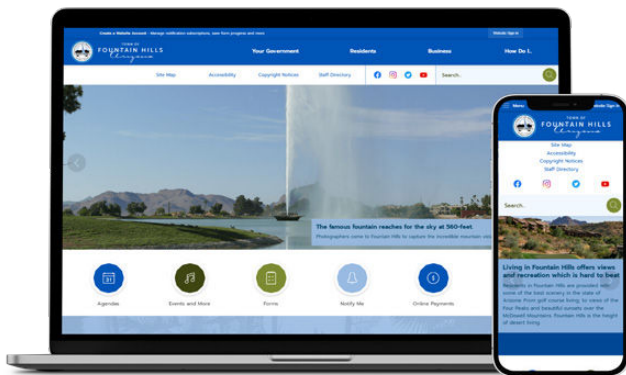 Create a Website Account - Manage notification subscriptions, save form progress and more.
Website Sign In
TOWN OF
FOUNTAIN HILLS
Arizona
Your Government
Residents
Business
How Do I...
Site Map
Accessibility
Copyright Notices
Staff Directory
Search..
The famous fountain reaches for the sky at 560-feet
Photographers come to Fountain Hills to capture the incredible mountain
31
Agendas
Events and More
Forms
Notify Me
$
Online Payments
Menu
Website Sign In
TOWN OF
FOUNTAIN HILLS
Arizona
Site Map
Accessibility
Copyright Notices
Staff Directory
Search..
Living in Fountain Hills offers views
and recreation which is hard to beat
Residents in Fountain Hills are provided with
some of the best scenery in the state of
Arizona. From golf course living, to views of the
Four Peaks and beautiful sunsets over the
McDowell Mountains. Fountain Hills is the height
of desert living.